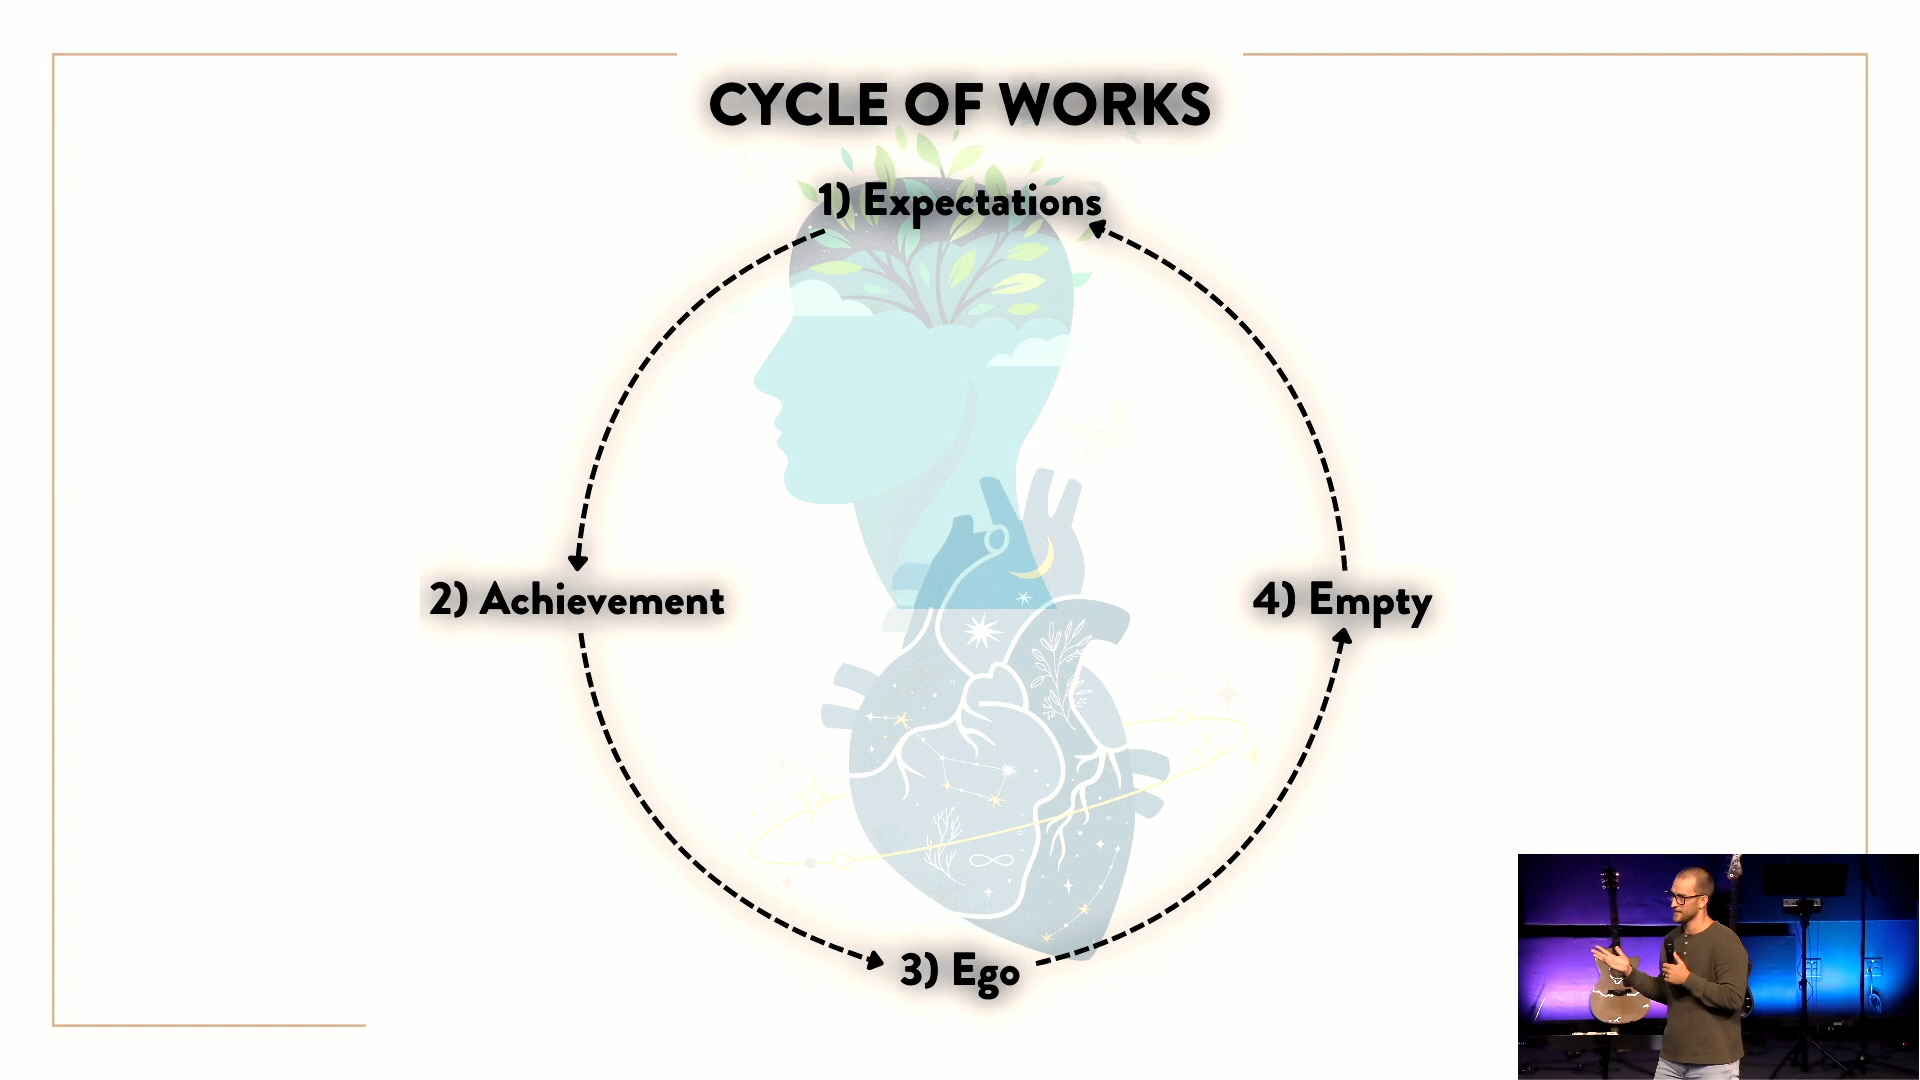 CYCLE OF WORKS
1) Expectations
2) Achievement
4) Empty
3) Ego